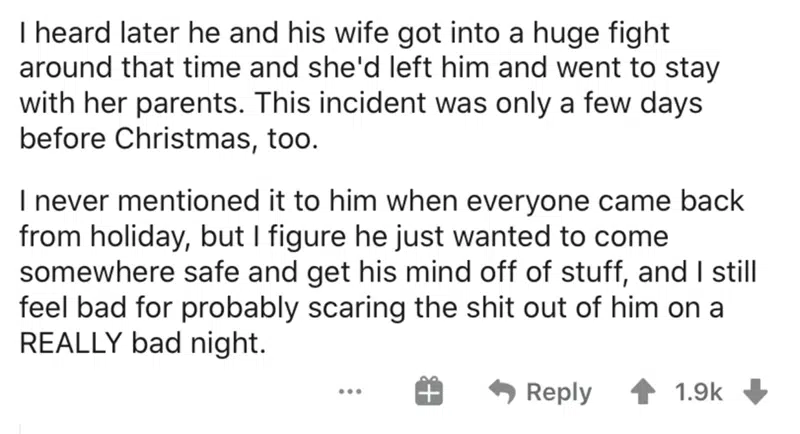 I heard later he and his wife got into a huge fight
around that time and she'd left him and went to stay
with her parents. This incident was only a few days
before Christmas, too.
I never mentioned it to him when everyone came back
from holiday, but I figure he just wanted to come
somewhere safe and get his mind off of stuff, and I still
feel bad for probably scaring the shit out of him on a
REALLY bad night.
Reply 1.9k